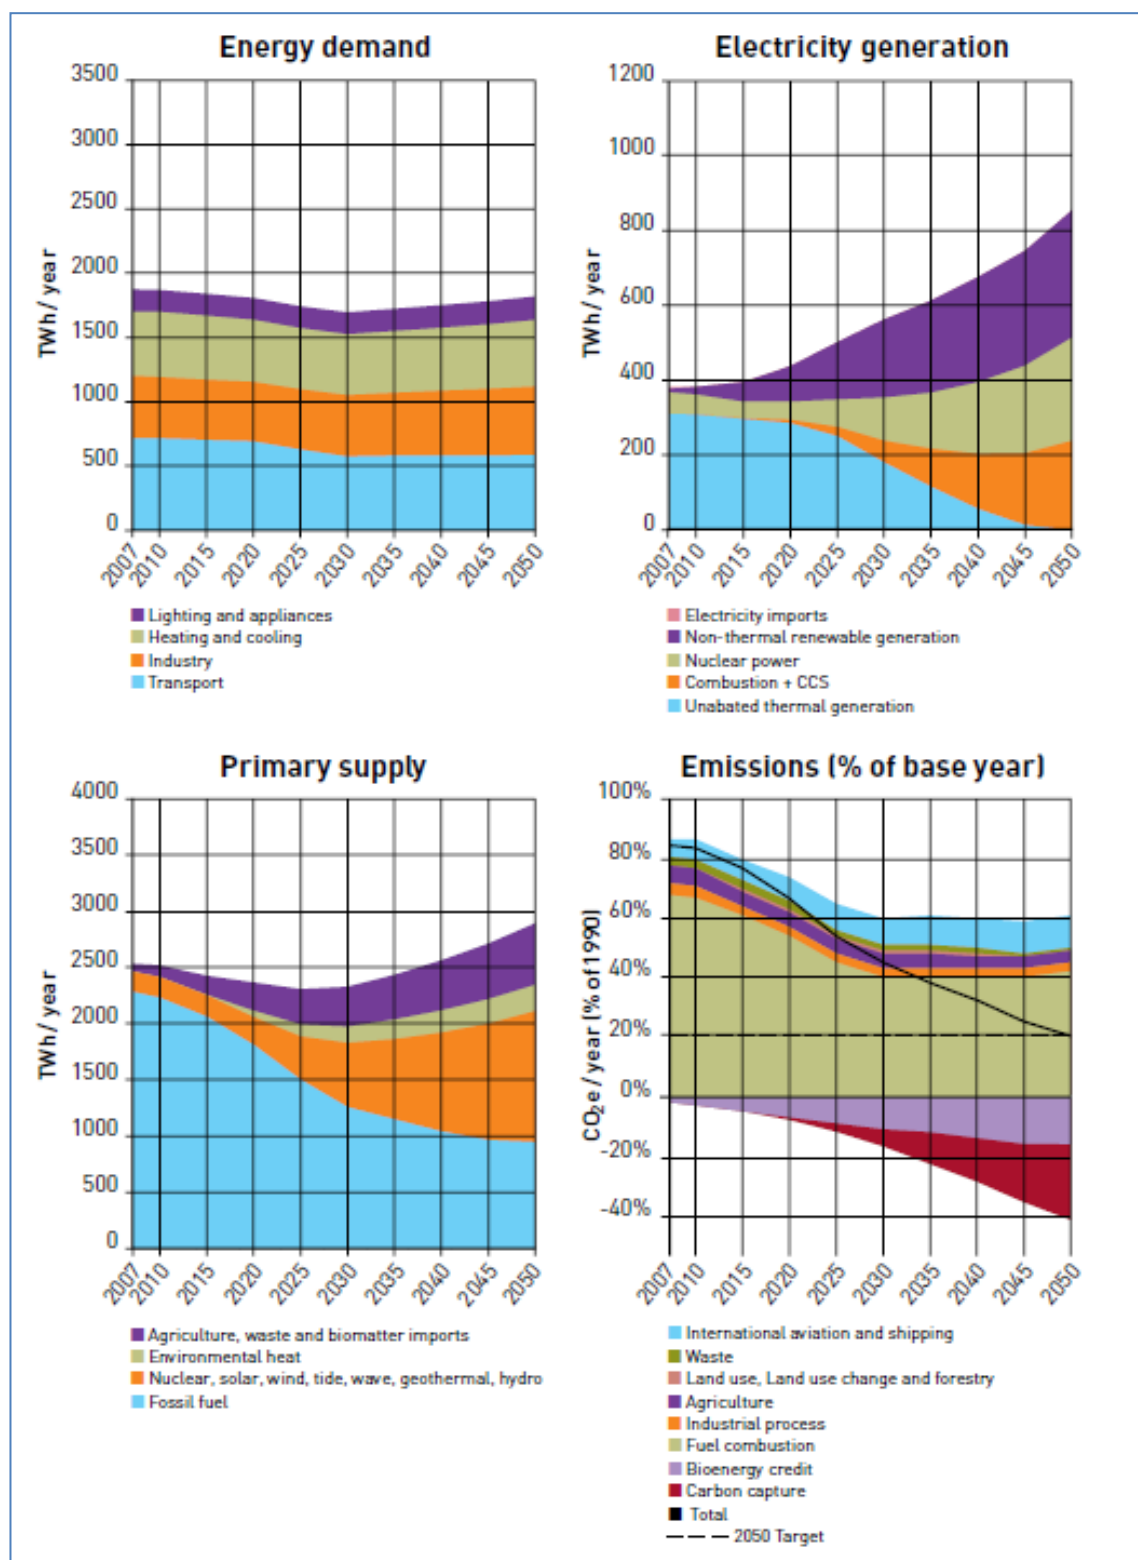 Energy demand
3500
3000
2500
2000
1500
1000
500
0
TWh / year
2007 2010 2015 2020 2025 2030 2035 2040 2045 2050
Lighting and appliances
Heating and cooling
Industry
Transport
Electricity generation
1200
1000
800
600
400
200
0
TWh / year
2007 2010 2015 2020 2025 2030 2035 2040 2045 2050
Electricity imports
Non-thermal renewable generation
Nuclear power
Combustion + CCS
Unabated thermal generation
Primary supply
4000
3500
3000
2500
2000
1500
1000
500
0
TWh / year
2007 2010 2015 2020 2025 2030 2035 2040 2045 2050
Agriculture, waste and biomatter imports
Environmental heat
Nuclear, solar, wind, tide, wave, geothermal, hydro
Fossil fuel
Emissions (% of base year)
100%
80%
60%
40%
20%
0%
-20%
-40%
CO₂e / year (% of 1990)
2007 2010 2015 2020 2025 2030 2035 2040 2045 2050
International aviation and shipping
Waste
Land use, Land use change and forestry
Agriculture
Industrial process
Fuel combustion
Bioenergy credit
Carbon capture
Total
2050 Target